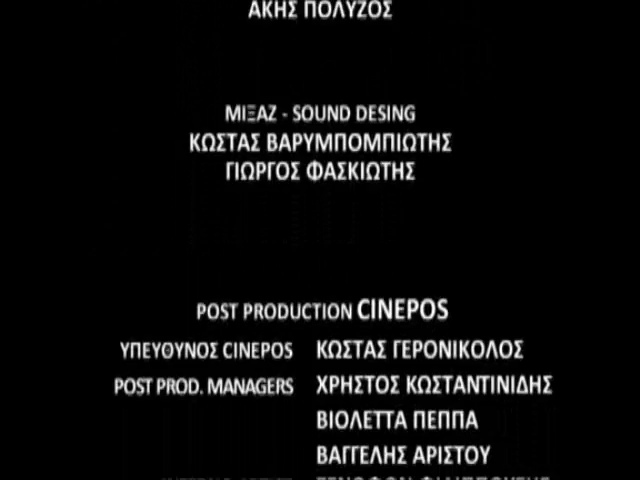 ΑΚΗΣ ΠΟΛΥΖΟΣ
ΜΙΞΑΖ - SOUND DESING
ΚΩΣΤΑΣ ΒΑΡΥΜΠΟΜΠΙΩΤΗΣ
ΓΙΩΡΓΟΣ ΦΑΣΚΙΩΤΗΣ
POST PRODUCTION CINEPOS
ΥΠΕΥΘΥΝΟΣ CINEPOS ΚΩΣΤΑΣ ΓΕΡΟΝΙΚΟΛΟΣ
POST PROD. MANAGERS ΧΡΗΣΤΟΣ ΚΩΣΤΑΝΤΙΝΙΔΗΣ
ΒΙΟΛΕΤΤΑ ΠΕΠΠΑ
ΒΑΓΓΕΛΗΣ ΑΡΙΣΤΟΥ